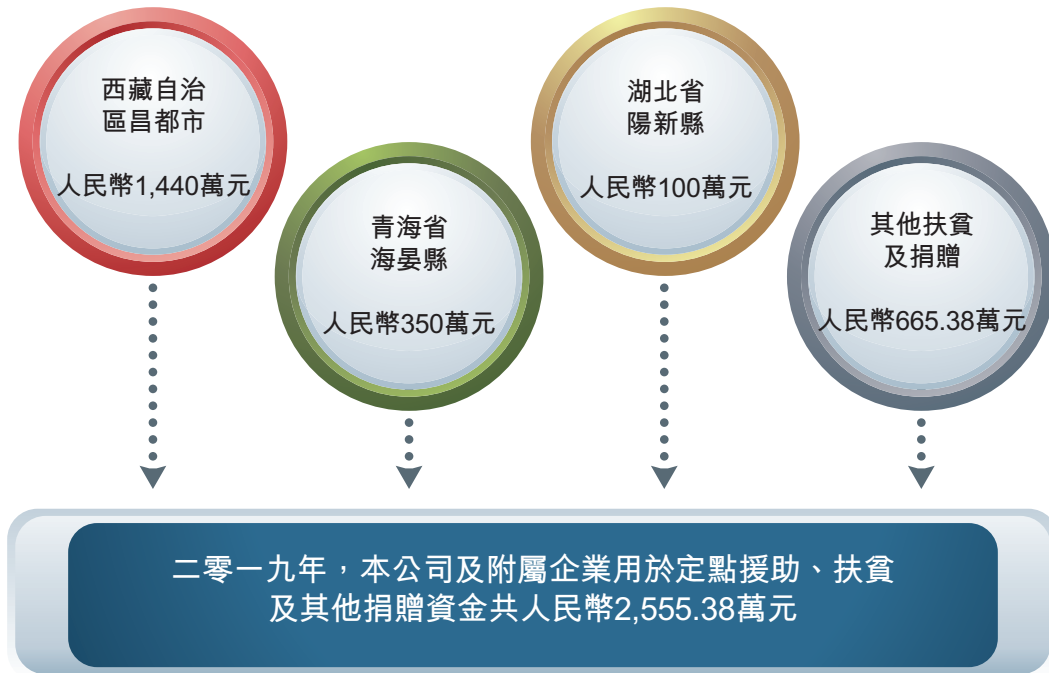 西藏自治
區昌都市
人民幣1,440萬元
青海省
海晏縣
人民幣350萬元
湖北省
陽新縣
人民幣100萬元
其他扶貧
及捐贈
人民幣665.38萬元
二零一九年，本公司及附屬企業用於定點援助、扶貧
及其他捐贈資金共人民幣2,555.38萬元